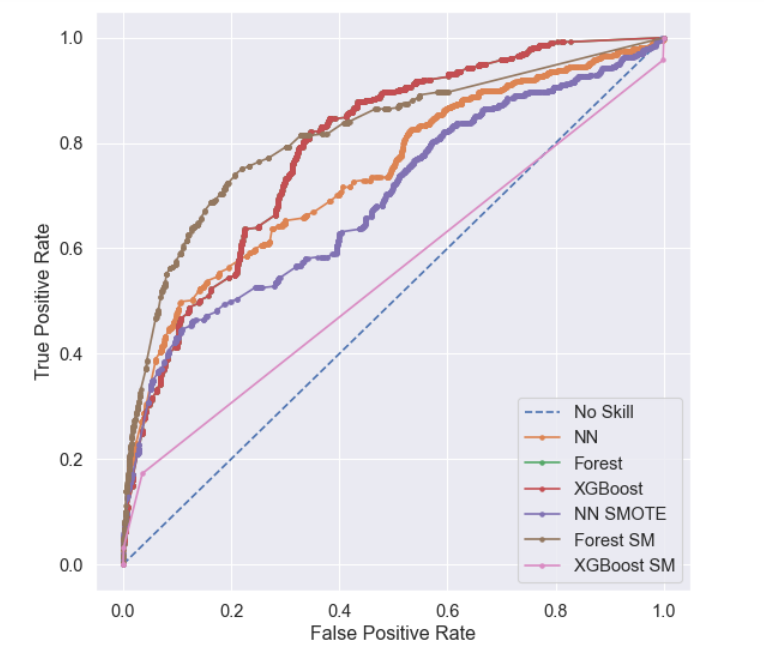 1.0
0.8
0.6
0.4
0.2
0.0
True Positive Rate
No Skill
NN
Forest
XGBoost
NN SMOTE
Forest SM
XGBoost SM
0.0 0.2 0.4 0.6 0.8 1.0
False Positive Rate